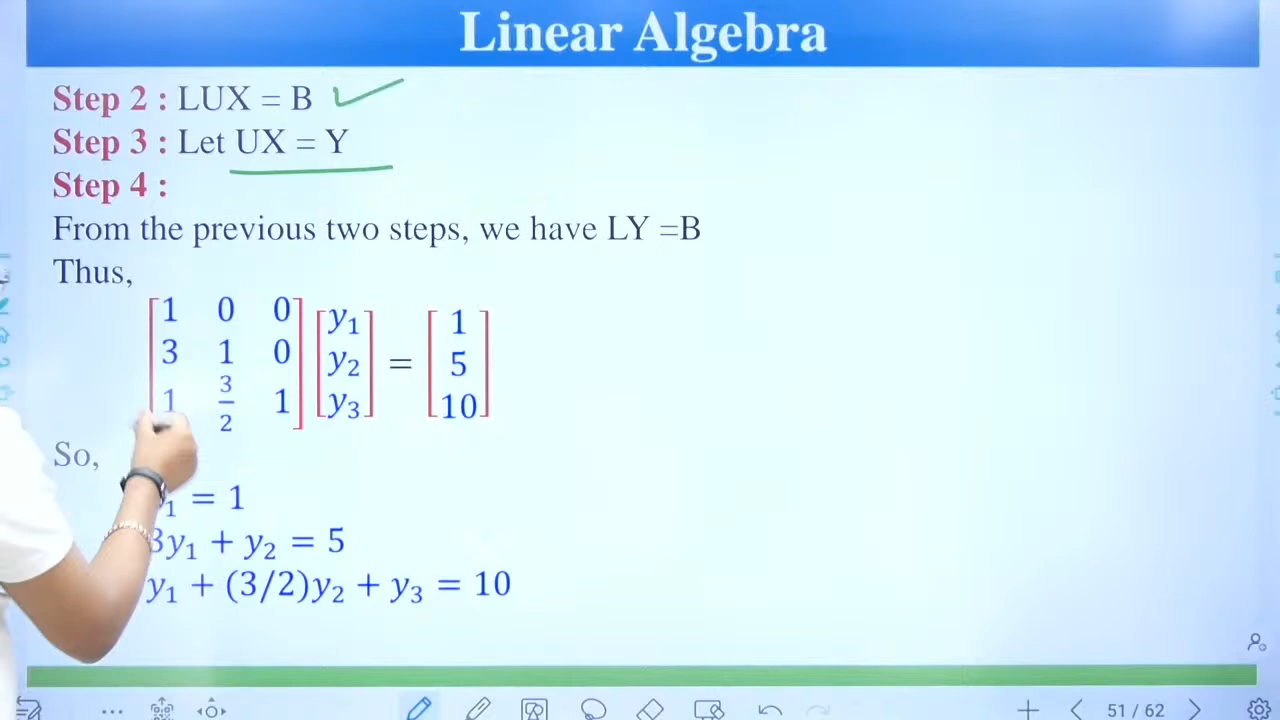 Linear Algebra
Step 2 : LUX = B
Step 3 : Let UX = Y
Step 4 :
From the previous two steps, we have LY =B
Thus,
1 0 0 y₁ 1
3 1 0 y₂ = 5
1 3/2 1 y₃ 10
So,
₁ = 1
3y₁ + y₂ = 5
y₁ + (3/2)y₂ + y₃ = 10
51 / 62